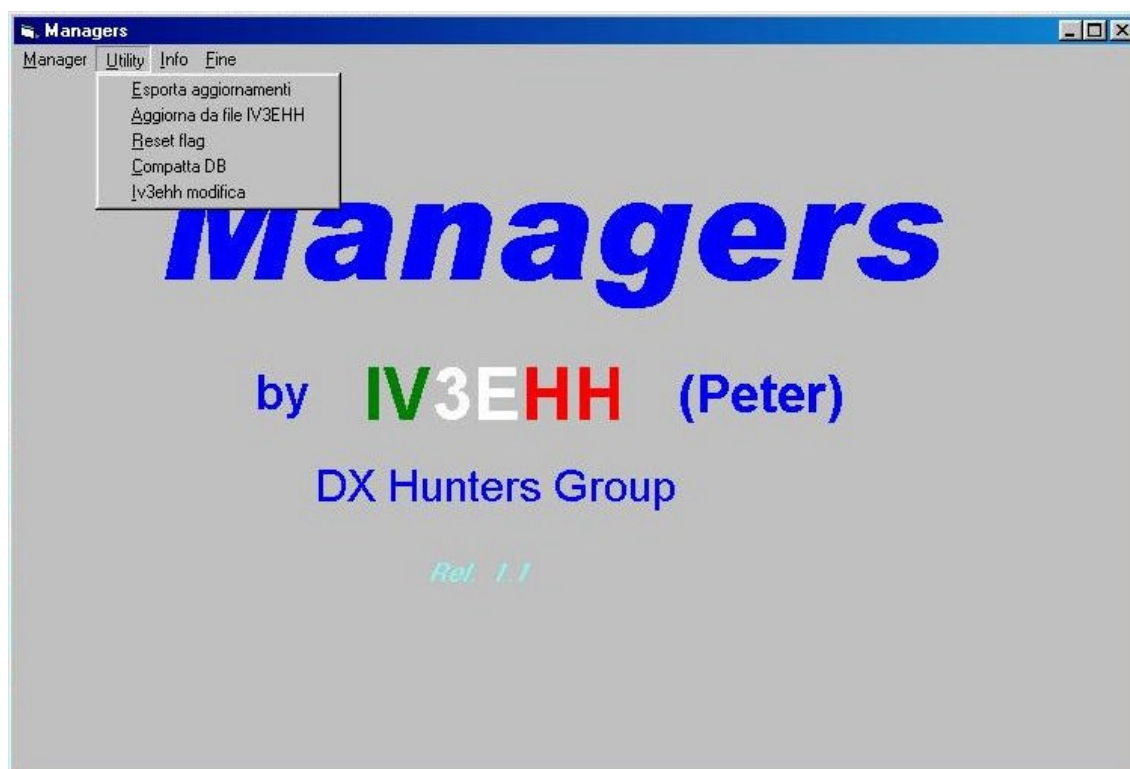 Managers
Manager Utility Info Fine
Esporta aggiornamenti
Aggiorna da file IV3EHH
Reset flag
Compatta DB
Iv3ehh modifica
Managers
by IV3EHH (Peter)
DX Hunters Group
Rel. 1.1